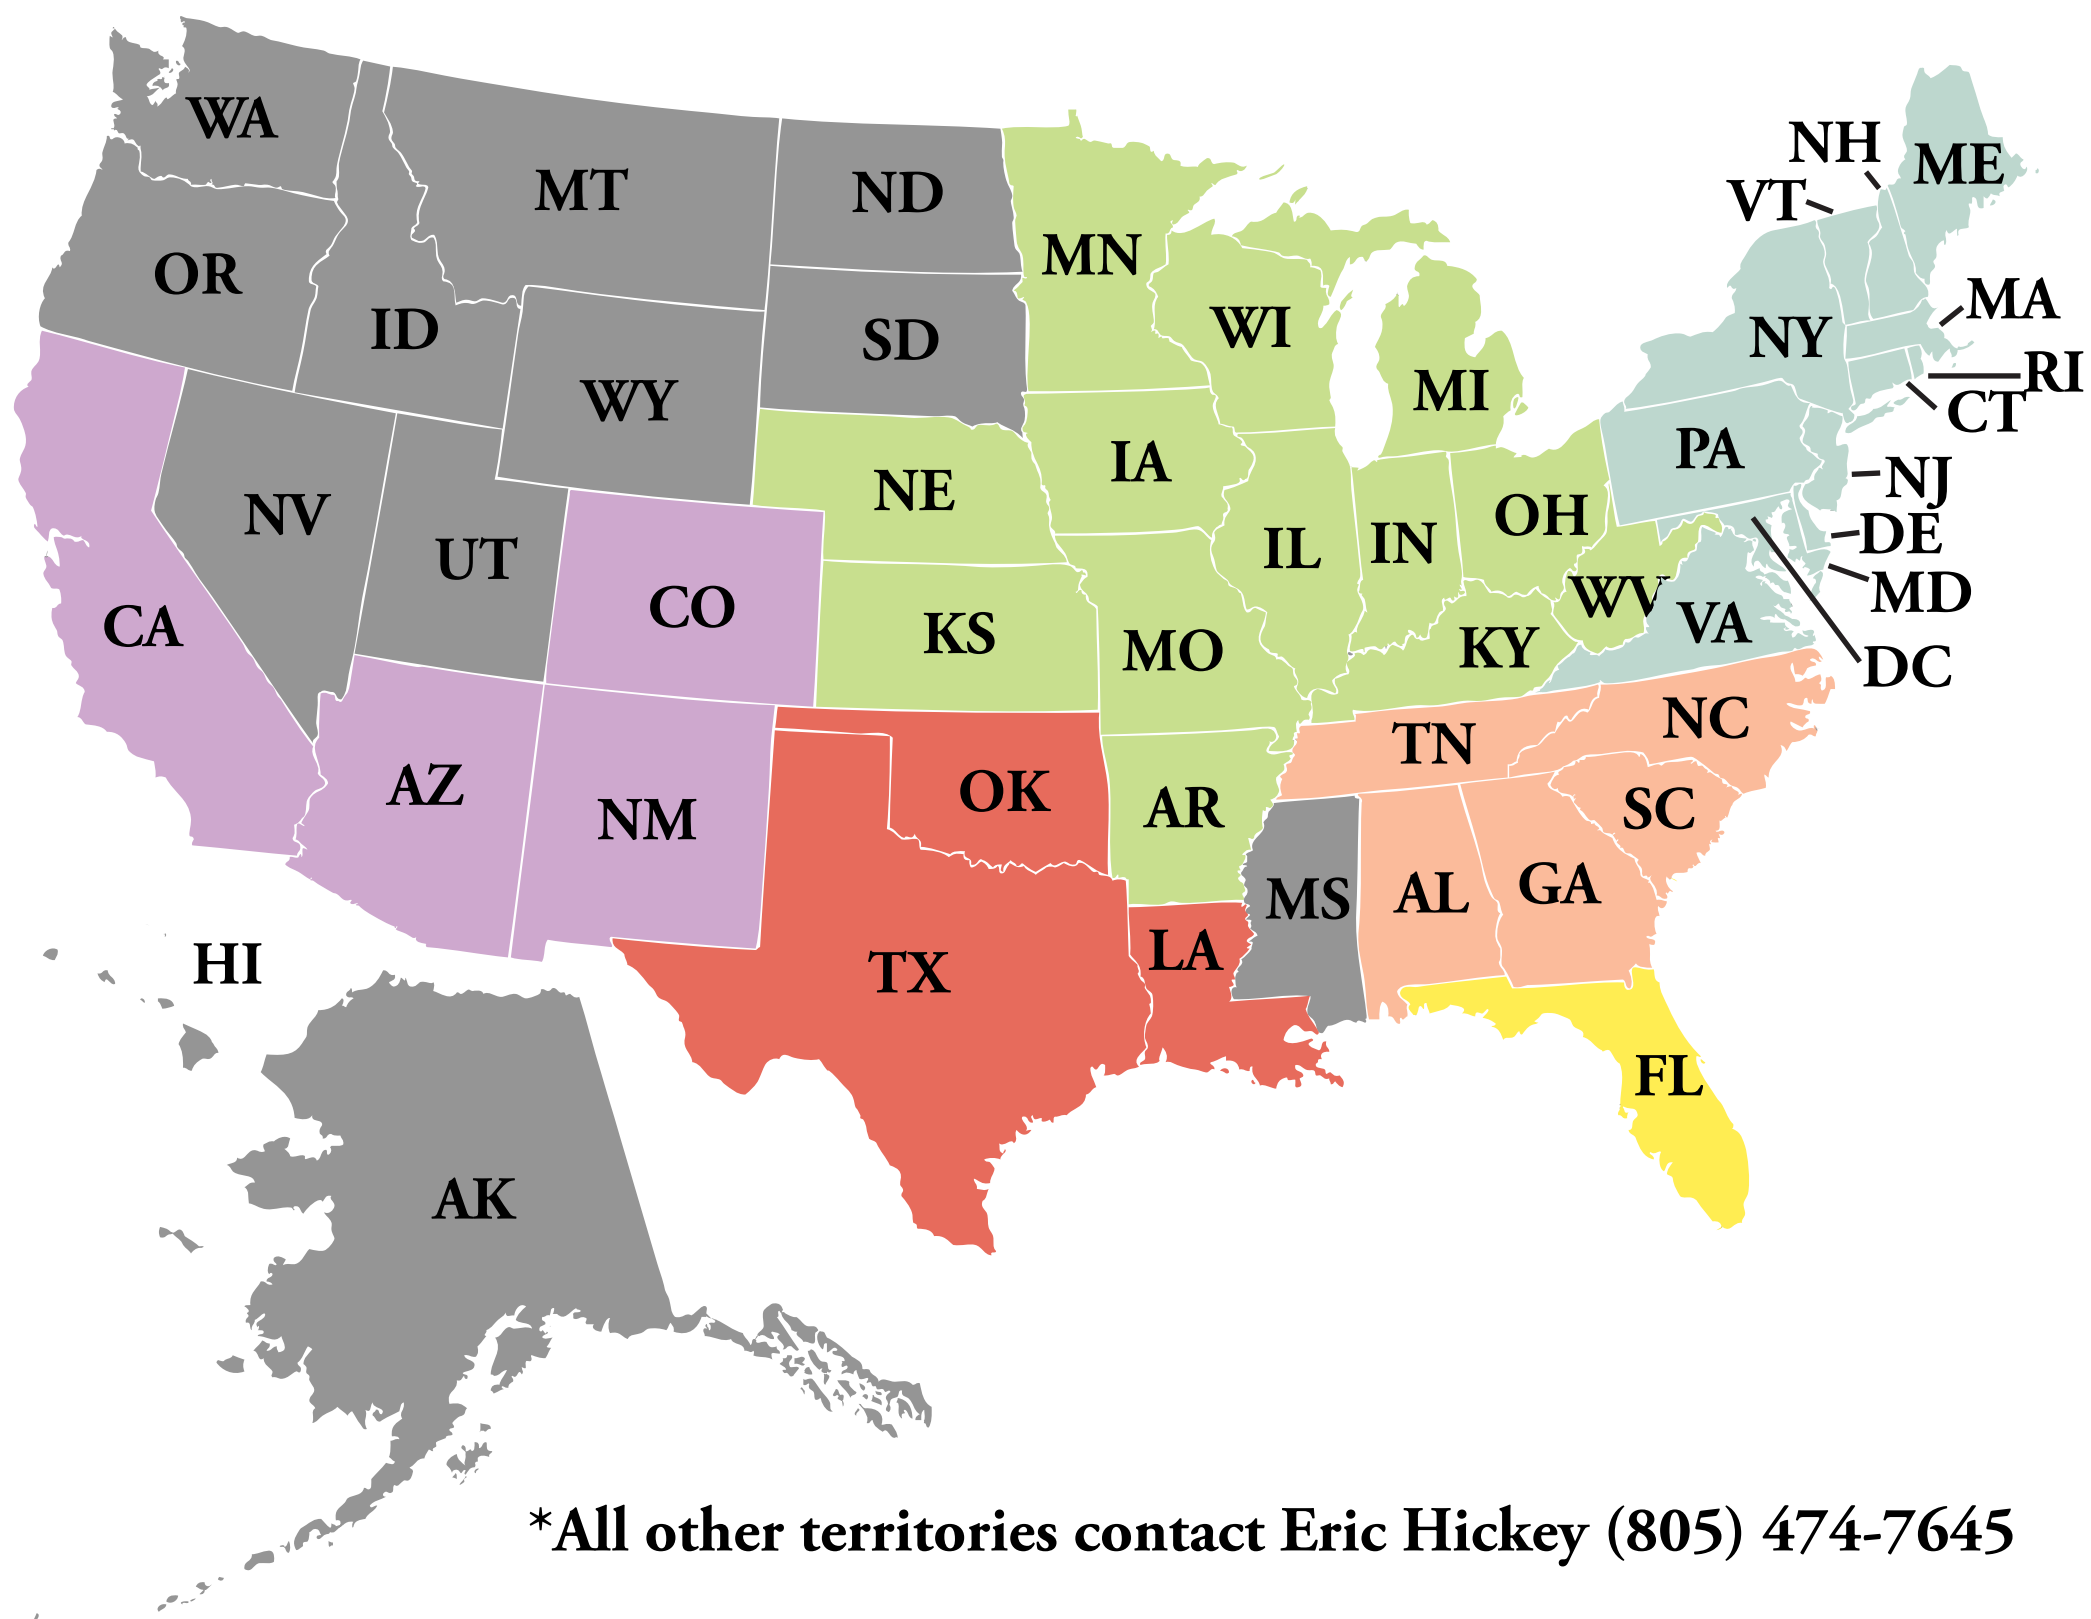 WA
MT
ND
MN
NH
ME
VT
OR
ID
SD
WI
MI
NY
MA
RI
CT
WY
NE
IA
PA
NJ
NV
UT
CO
KS
MO
IL
IN
OH
WV
VA
DE
MD
DC
CA
KY
AZ
NM
OK
AR
TN
NC
SC
HI
TX
LA
MS
AL
GA
FL
AK
*All other territories contact Eric Hickey (805) 474-7645